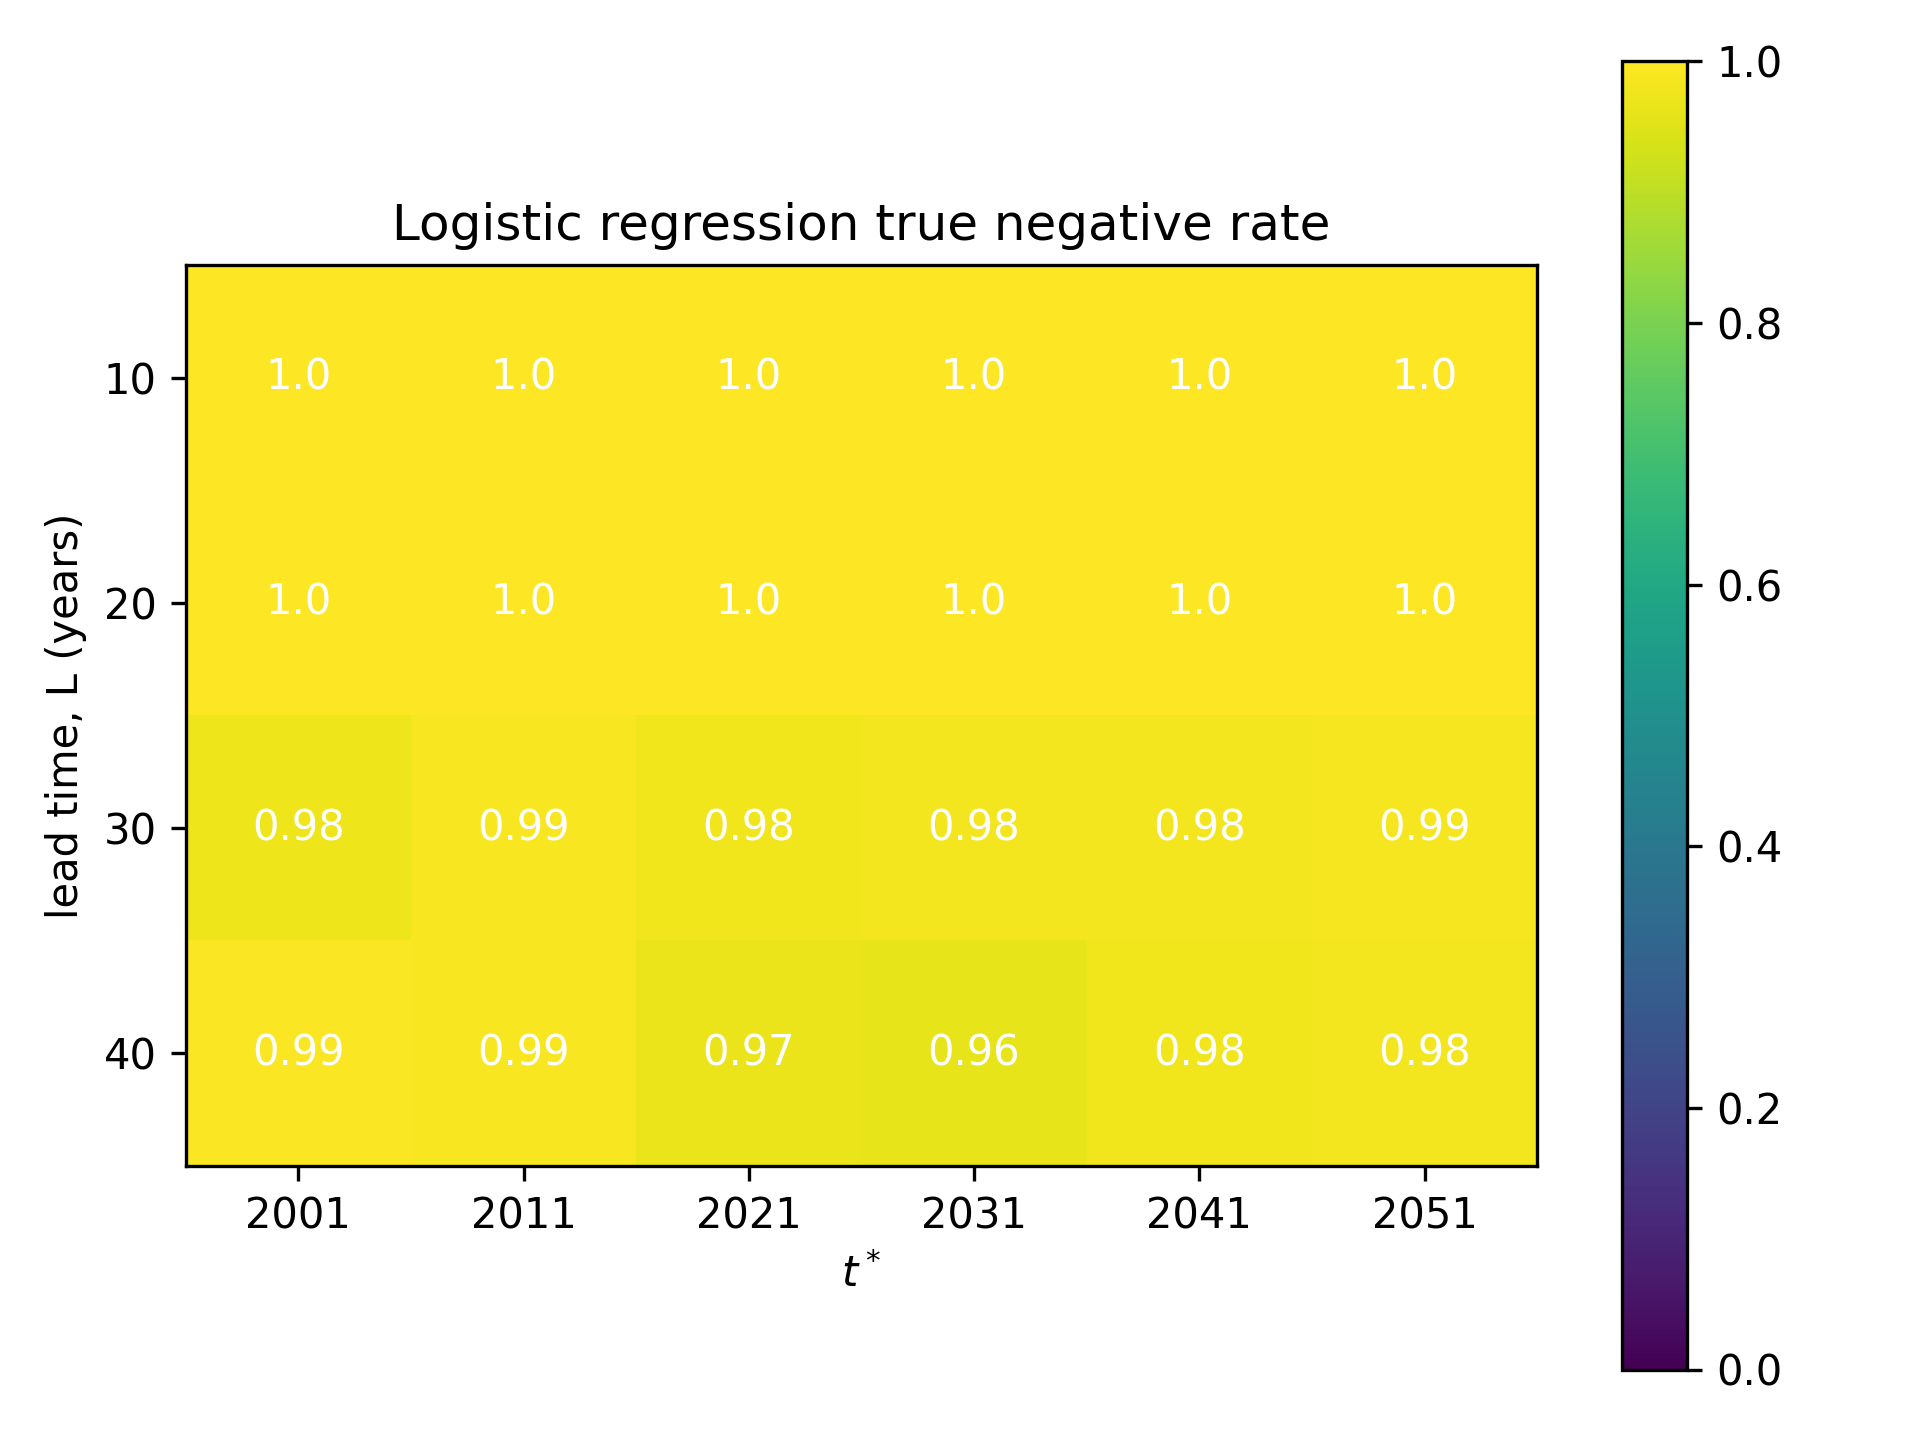 Logistic regression true negative rate
lead time, L (years)
10 1.0 1.0 1.0 1.0 1.0 1.0
20 1.0 1.0 1.0 1.0 1.0 1.0
30 0.98 0.99 0.98 0.98 0.98 0.99
40 0.99 0.99 0.97 0.96 0.98 0.98
2001 2011 2021 2031 2041 2051
t*
1.0
0.8
0.6
0.4
0.2
0.0